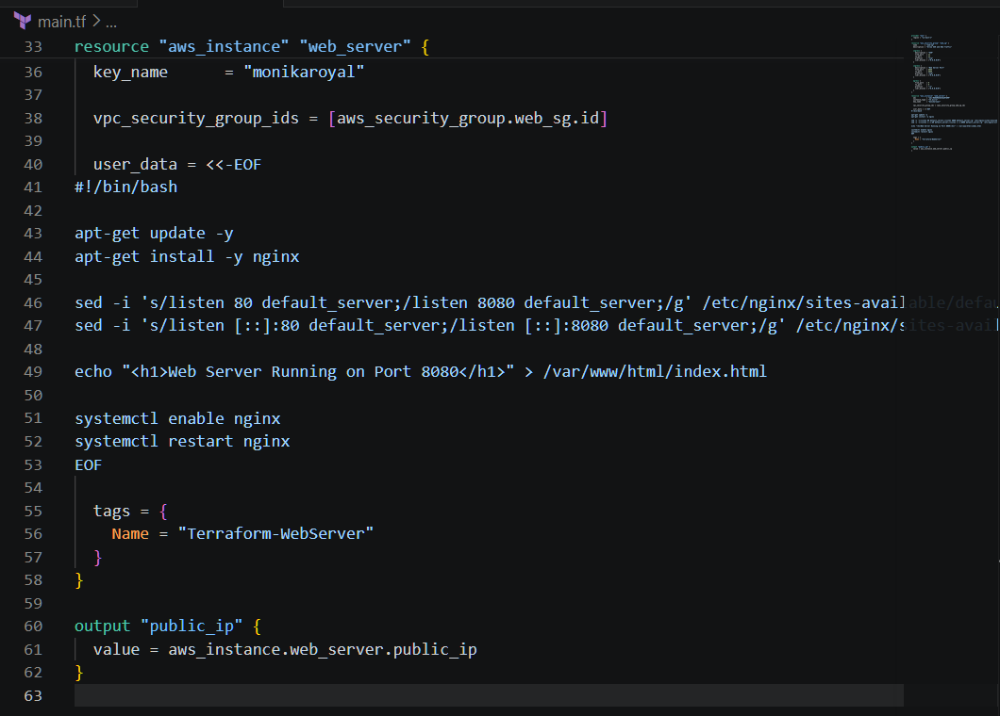 main.tf > ...
33 resource "aws_instance" "web_server" {
36 key_name      = "monikaroyal"
37
38 vpc_security_group_ids = [aws_security_group.web_sg.id]
39
40 user_data = <<-EOF
41 #!/bin/bash
42
43 apt-get update -y
44 apt-get install -y nginx
45
46 sed -i 's/listen 80 default_server;/listen 8080 default_server;/g' /etc/nginx/sites-available/defau
47 sed -i 's/listen [::]:80 default_server;/listen [::]:8080 default_server;/g' /etc/nginx/sites-avail
48
49 echo "<h1>Web Server Running on Port 8080</h1>" > /var/www/html/index.html
50
51 systemctl enable nginx
52 systemctl restart nginx
53 EOF
54
55 tags = {
56 Name = "Terraform-WebServer"
57 }
58 }
59
60 output "public_ip" {
61 value = aws_instance.web_server.public_ip
62 }
63